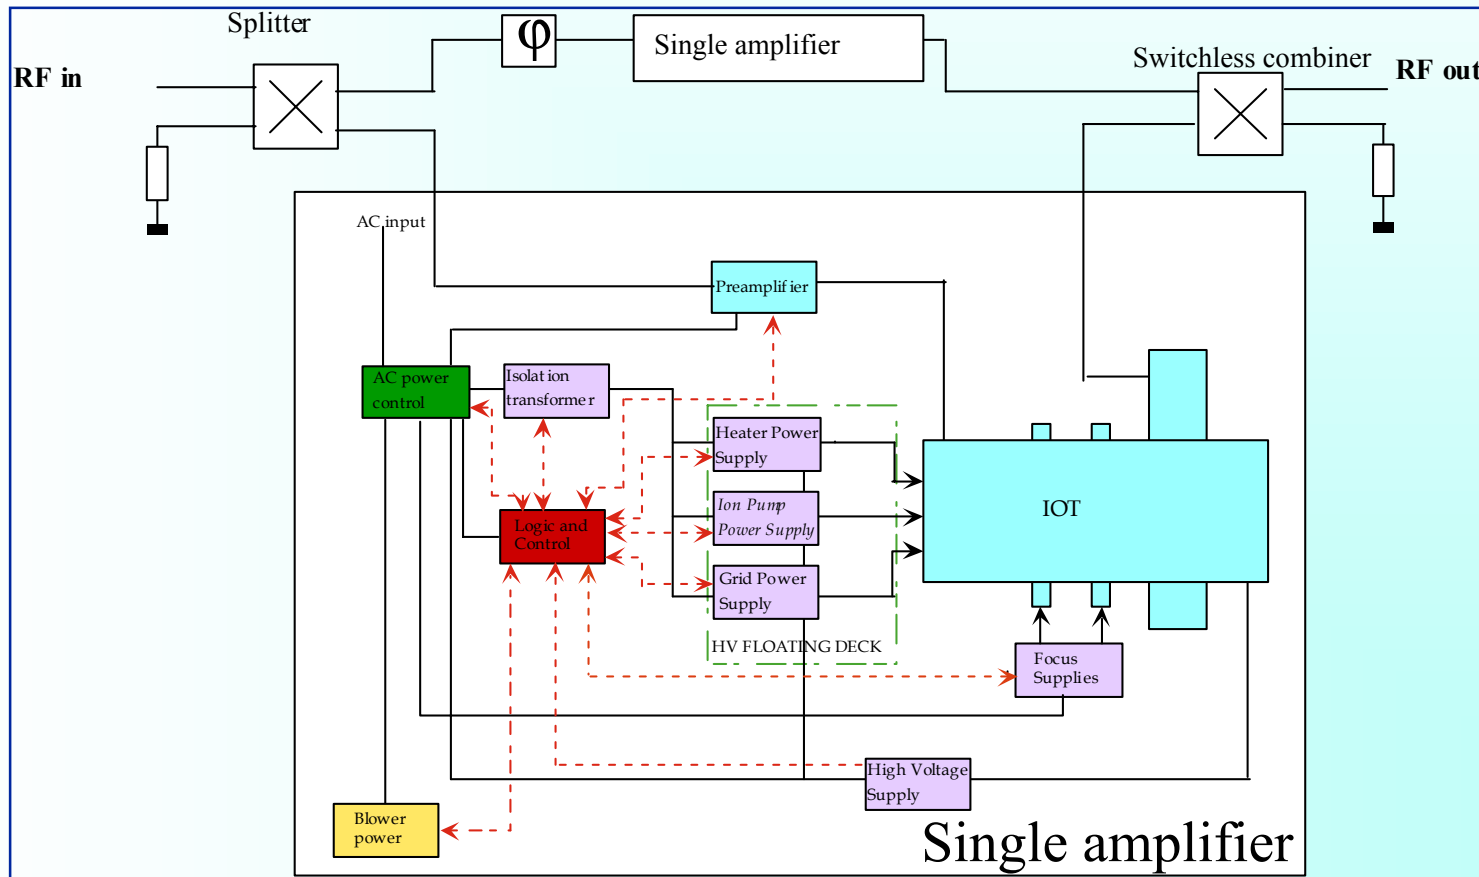 Splitter
φ
Single amplifier
Switchless combiner
RF in
RF out
AC input
Preamplifier
AC power
control
Isolation
transformer
Heater Power
Supply
Ion Pump
Power Supply
IOT
Logic and
Control
Grid Power
Supply
HV FLOATING DECK
Focus
Supplies
High Voltage
Supply
Blower
power
Single amplifier